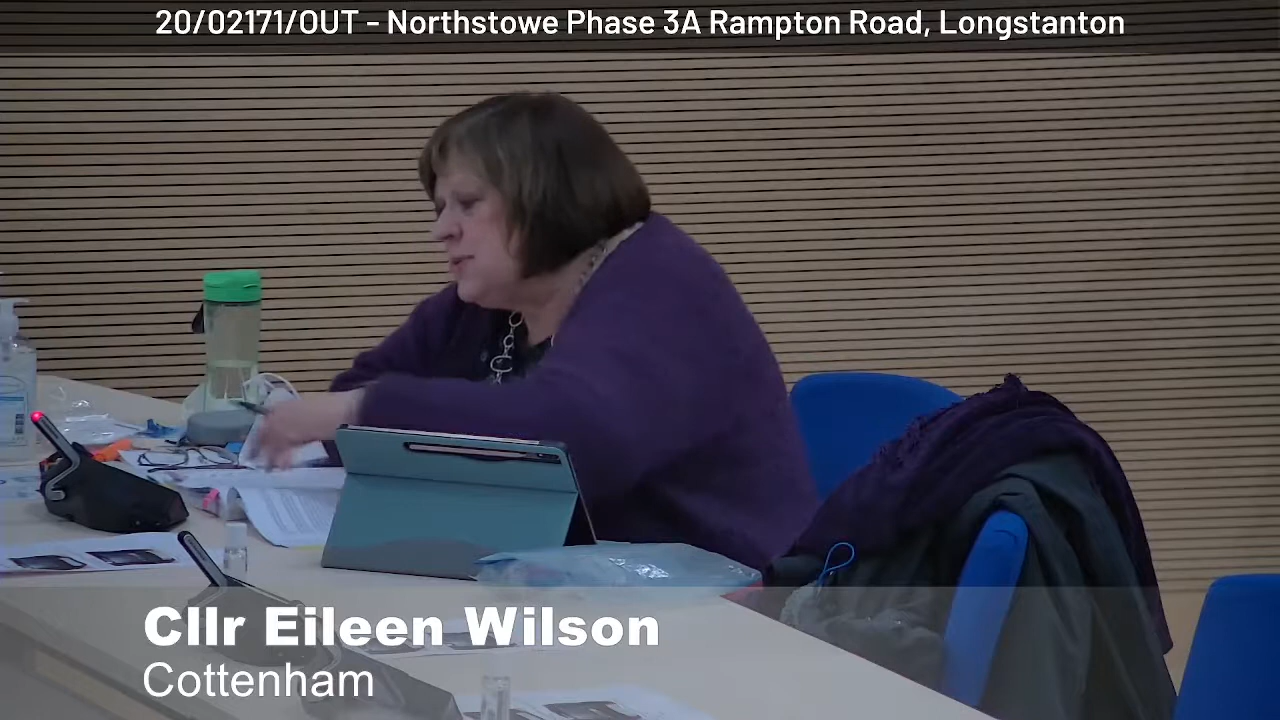 20/02171/OUT – Northstowe Phase 3A Rampton Road, Longstanton
Cllr Eileen Wilson
Cottenham